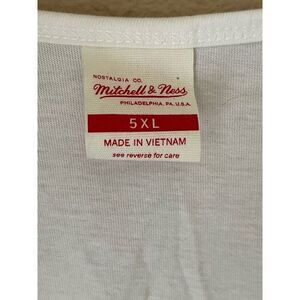 NOSTALGIA CO.
Mitchell & Ness
PHILADELPHIA, PA. U.S.A.
5XL
MADE IN VIETNAM
see reverse for care